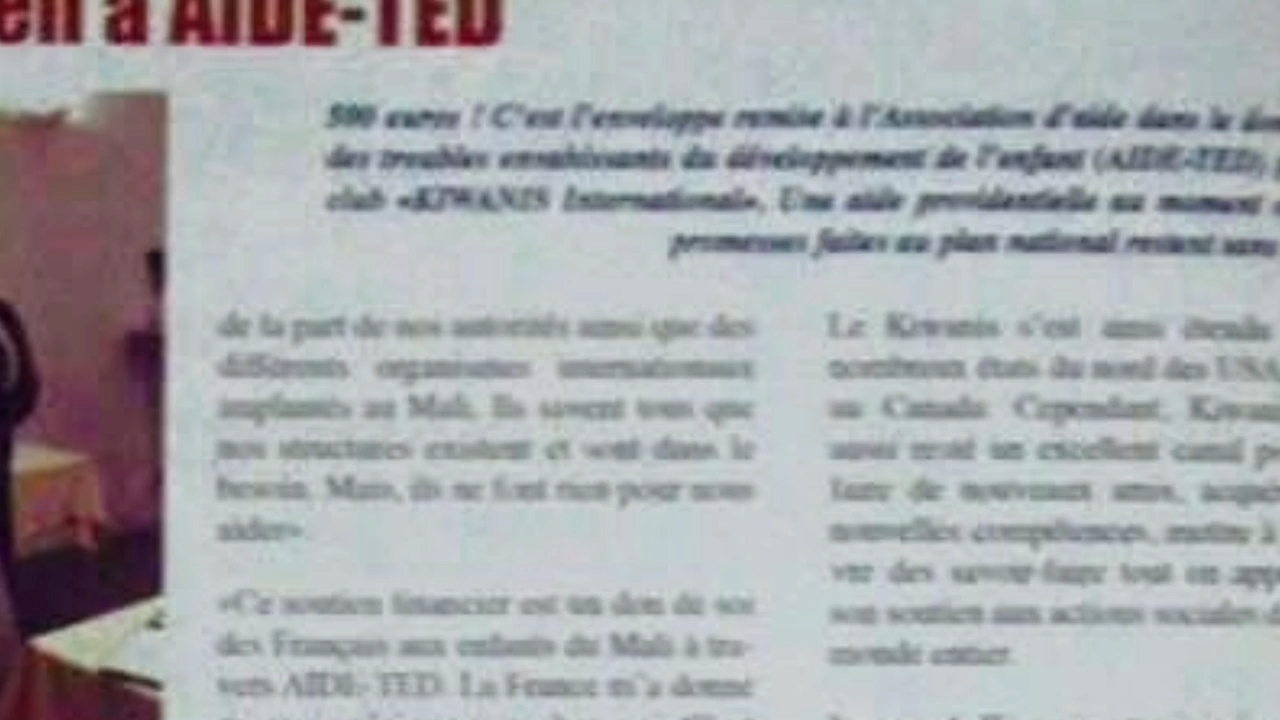 en à AIDE-TED
500 euros ! C'est l'enveloppe remise à l'Association d'aide dans le
des troubles envahissants du développement de l'enfant (AIDE-TED),
club «KIWANIS International». Une aide providentielle au moment
promesses faites au plan national restent sans
de la part de nos autorités ainsi que des
différents organismes internationaux
implantés au Mali. Ils savent tous que
nos structures existent et sont dans le
besoin. Mais, ils ne font rien pour nous
aider».
«Ce soutien financier est un don de soi
des Français aux enfants du Mali à tra-
vers AIDE- TED. La France m'a donné
Le Kiwanis s'est ainsi étendu
nombreux états du nord des USA
au Canada. Cependant, Kiwan
aussi resté un excellent canal
faire de nouveaux amis,
nouvelles compétences, mettre à
ver des savoir-faire tout en app
son soutien aux actions sociales
monde entier.